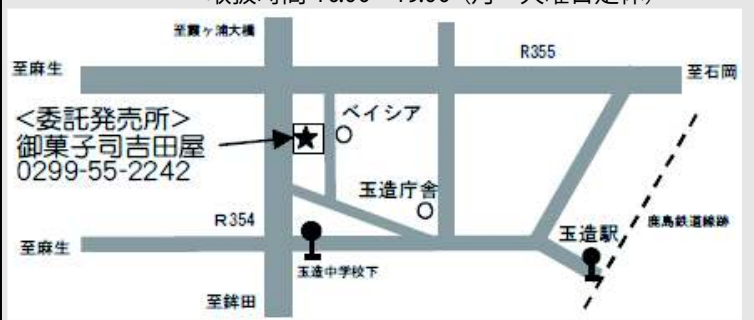 至霞ヶ浦大橋
R355
至麻生
至石岡
<委託発売所>
御菓子司吉田屋
0299-55-2242
ベイシア
玉造庁舎
R354
玉造駅
鹿島鉄道線跡
至麻生
玉造中学校下
至鉾田